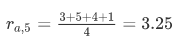 r_{a,5} = \frac{3+5+4+1}{4} = 3.25